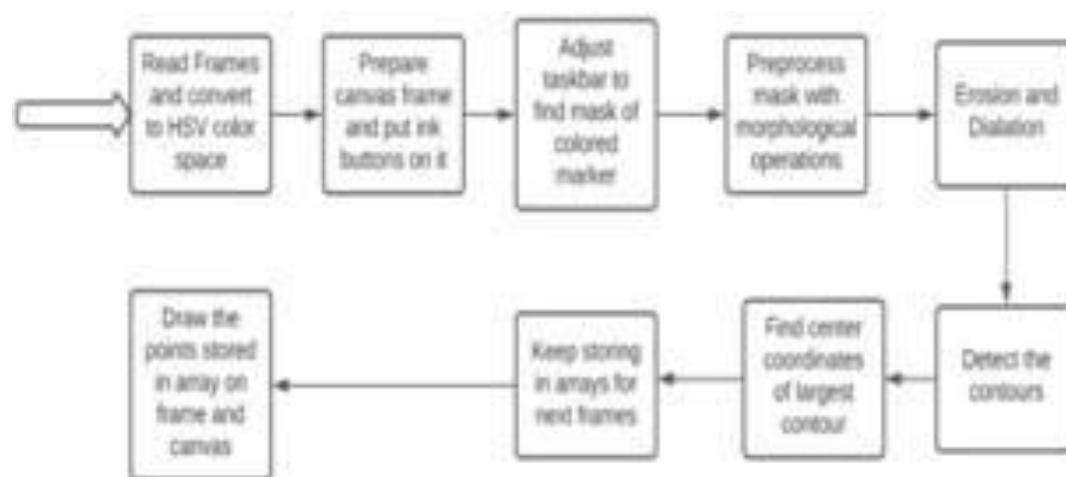 Read Frames
and convert
to HSV color
space
Prepare
canvas frame
and put ink
buttons on it
Adjust
taskbar to
find mask of
colored
marker
Preprocess
mask with
morphological
operations
Erosion and
Dialation
Detect the
contours
Find center
coordinates
of largest
contour
Keep storing
in arrays for
next frames
Draw the
points stored
in array on
frame and
canvas